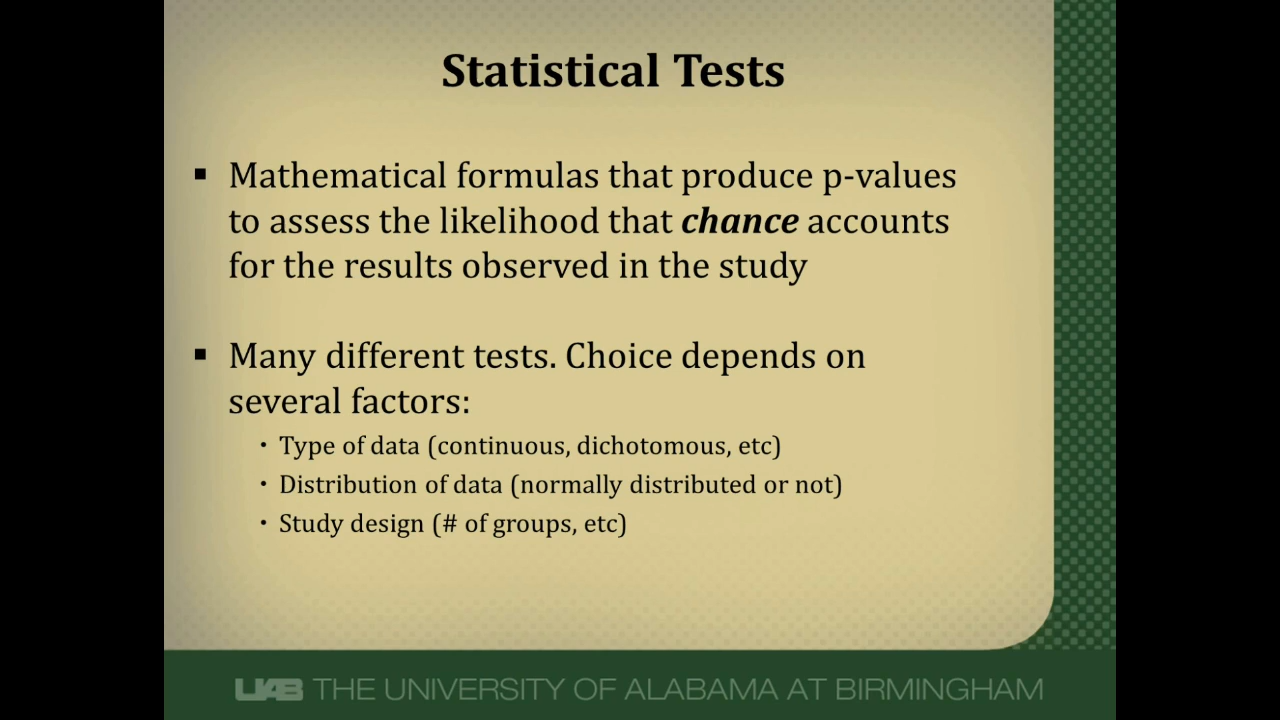 Statistical Tests
▪ Mathematical formulas that produce p-values
to assess the likelihood that chance accounts
for the results observed in the study
▪ Many different tests. Choice depends on
several factors:
• Type of data (continuous, dichotomous, etc)
• Distribution of data (normally distributed or not)
• Study design (# of groups, etc)
UAB THE UNIVERSITY OF ALABAMA AT BIRMINGHAM